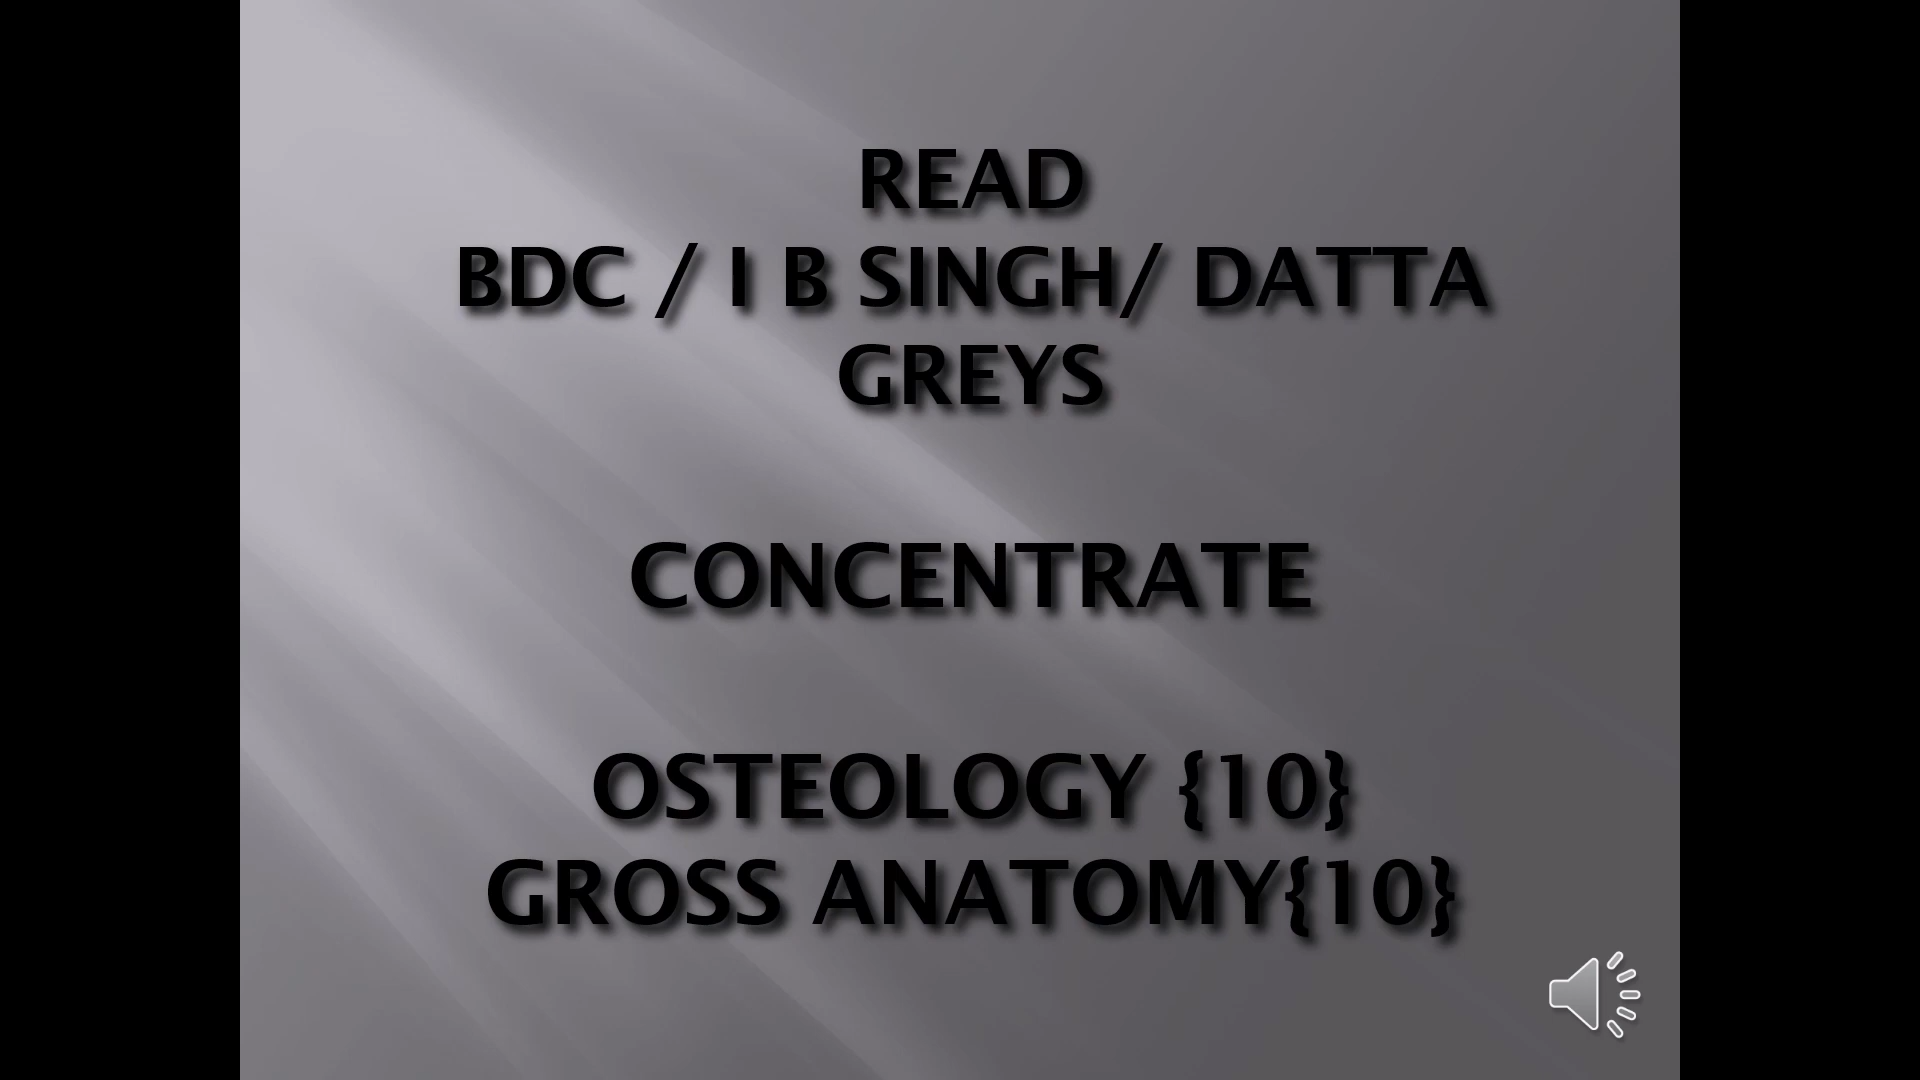 READ
BDC / I B SINGH/ DATTA
GREYS
CONCENTRATE
OSTEOLOGY {10}
GROSS ANATOMY{10}